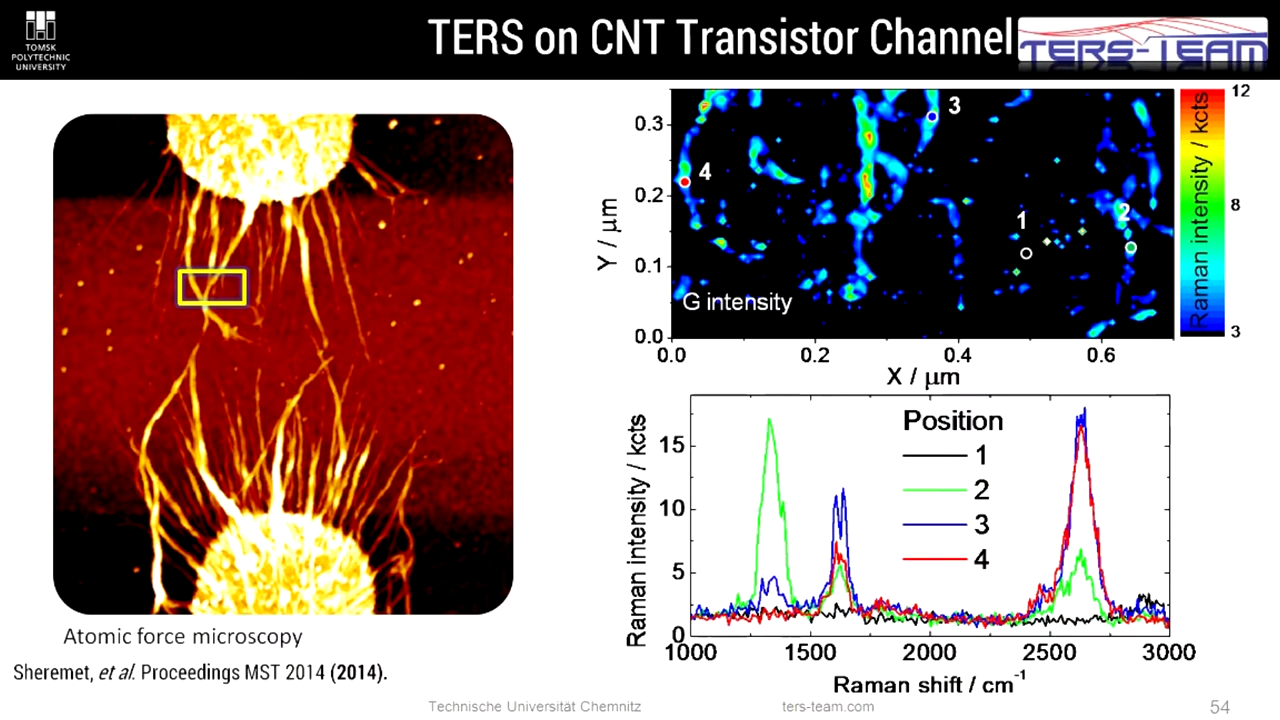 TOMSK
POLYTECHNIC
UNIVERSITY
TERS on CNT Transistor Channel
TERS-TEAM
Atomic force microscopy
Sheremet, et al. Proceedings MST 2014 (2014).
Y / μm
0.3
0.2
0.1
0.0
0.0 0.2 0.4 0.6
X / μm
3
4
1
2
G intensity
Raman intensity / kcts
12
8
3
Raman intensity / kcts
15
10
5
0
Position
1
2
3
4
1000 1500 2000 2500 3000
Raman shift / cm-1
Technische Universität Chemnitz ters-team.com 54